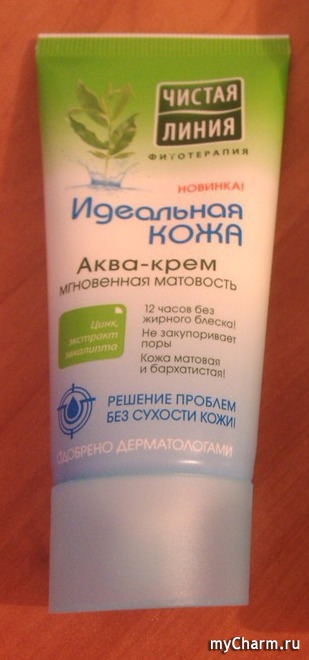 ЧИСТАЯ
ЛИНИЯ
ФИТОТЕРАПИЯ
НОВИНКА!
Идеальная
КОЖА
Аква-крем
мгновенная матовость
Цинк,
экстракт
эвкалипта
12 часов без
жирного блеска!
Не закупоривает
поры
Кожа матовая
и бархатистая!
РЕШЕНИЕ ПРОБЛЕМ
БЕЗ СУХОСТИ КОЖИ!
ОДОБРЕНО ДЕРМАТОЛОГАМИ
myCharm.ru